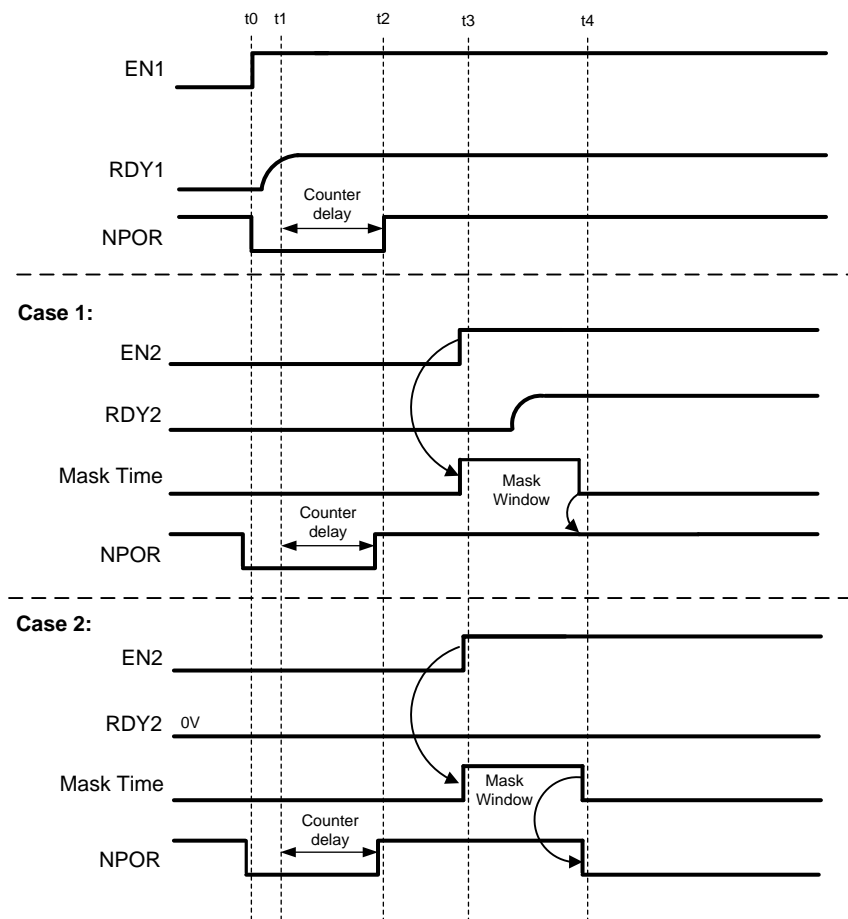 t0 t1 t2 t3 t4
EN1
RDY1
Counter
delay
NPOR
Case 1:
EN2
RDY2
Mask Time
Mask
Window
Counter
delay
NPOR
Case 2:
EN2
RDY2 0V
Mask Time
Mask
Window
Counter
delay
NPOR